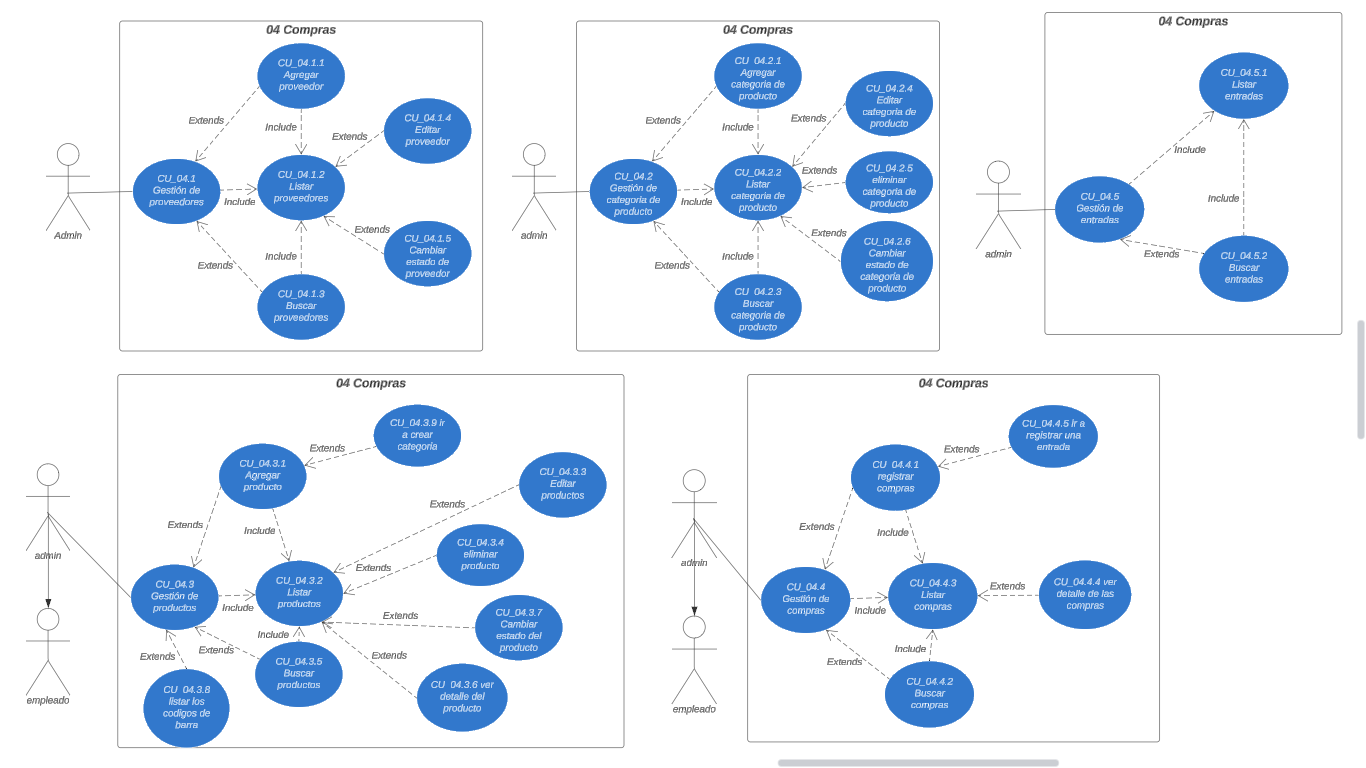 04 Compras
CU_04.1.1
Agregar
proveedor
Extends
Include
CU_04.1.4
Editar
proveedor
Extends
CU_04.1
Gestión de
proveedores
Include
CU_04.1.2
Listar
proveedores
Admin
Extends
CU_04.1.5
Cambiar
estado de
proveedor
Extends
Include
CU_04.1.3
Buscar
proveedores
04 Compras
CU_04.2.1
Agregar
categoria de
producto
CU_04.2.4
Editar
categoria de
producto
Extends
Include
Extends
CU_04.2
Gestión de
categoria de
producto
Include
CU_04.2.2
Listar
categoria de
producto
Extends
CU_04.2.5
eliminar
categoria de
producto
admin
Extends
CU_04.2.6
Cambiar
estado de
categoria de
producto
Extends
Include
CU_04.2.3
Buscar
categoria de
producto
04 Compras
CU_04.5.1
Listar
entradas
Include
CU_04.5
Gestión de
entradas
Include
admin
Extends
CU_04.5.2
Buscar
entradas
04 Compras
CU_04.3.9 ir
a crear
categoria
Extends
CU_04.3.1
Agregar
producto
CU_04.3.3
Editar
productos
Extends
Extends
Include
CU_04.3.4
eliminar
producto
admin
Extends
CU_04.3
Gestión de
productos
Include
CU_04.3.2
Listar
productos
Extends
CU_04.3.7
Cambiar
estado del
producto
Include
Extends
Extends
Extends
CU_04.3.5
Buscar
productos
CU_04.3.6 ver
detalle del
producto
CU_04.3.8
listar los
codigos de
barra
empleado
04 Compras
CU_04.4.5 ir a
registrar una
entrada
Extends
CU_04.4.1
registrar
compras
Extends
Include
admin
CU_04.4
Gestión de
compras
Include
CU_04.4.3
Listar
compras
Extends
CU_04.4.4 ver
detalle de las
compras
Extends
Include
CU_04.4.2
Buscar
compras
empleado